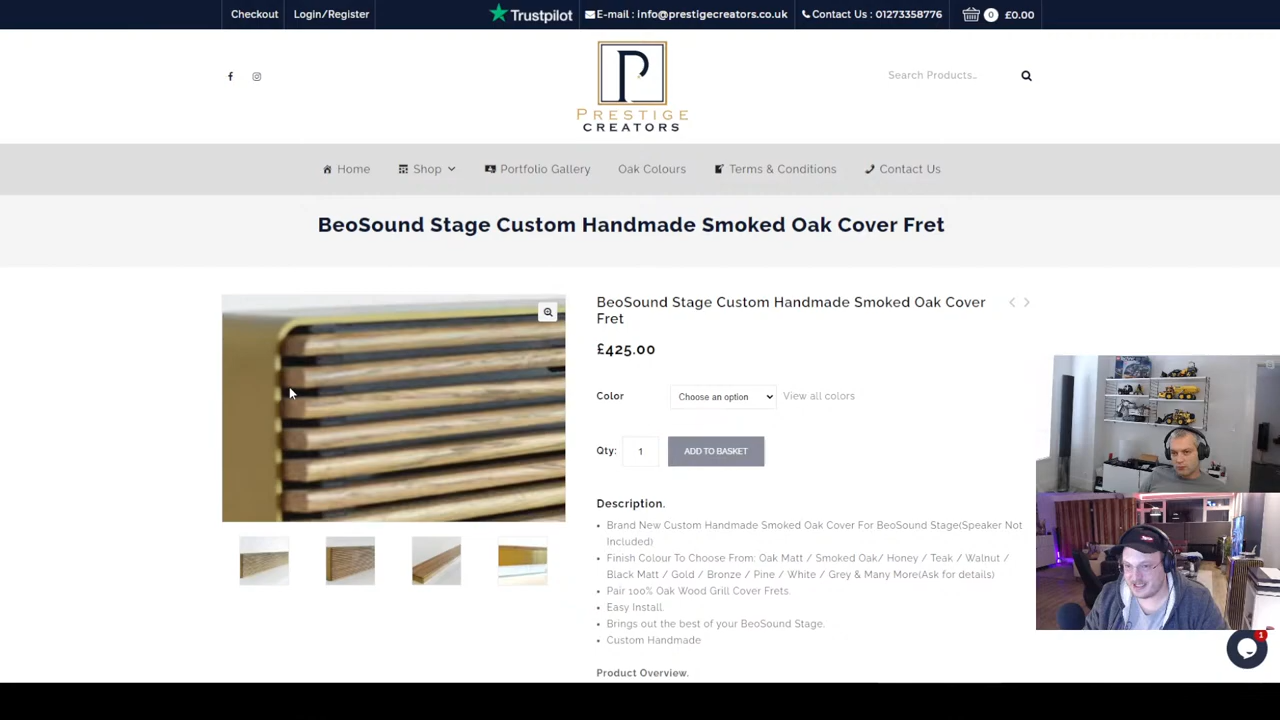 Checkout
Login/Register
Trustpilot
E-mail : info@prestigecreators.co.uk
Contact Us : 01273358776
0
£0.00
P
PRESTIGE
CREATORS
Search Products…
Home
Shop
Portfolio Gallery
Oak Colours
Terms & Conditions
Contact Us
BeoSound Stage Custom Handmade Smoked Oak Cover Fret
BeoSound Stage Custom Handmade Smoked Oak Cover
Fret
£425.00
Color
Choose an option
View all colors
Qty:
1
ADD TO BASKET
Description.
• Brand New Custom Handmade Smoked Oak Cover For BeoSound Stage(Speaker Not
Included)
• Finish Colour To Choose From: Oak Matt / Smoked Oak/ Honey / Teak / Walnut /
Black Matt / Gold / Bronze / Pine / White / Grey & Many More(Ask for details)
• Pair 100% Oak Wood Grill Cover Frets.
• Easy Install.
• Brings out the best of your BeoSound Stage.
• Custom Handmade
Product Overview.
1